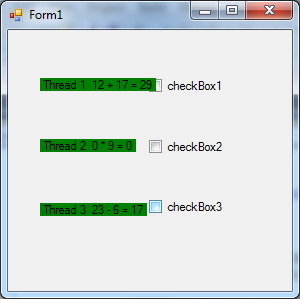 Form1
Thread 1 12 + 17 = 29
checkBox1
Thread 2 0 * 9 = 0
checkBox2
Thread 3 23 - 6 = 17
checkBox3